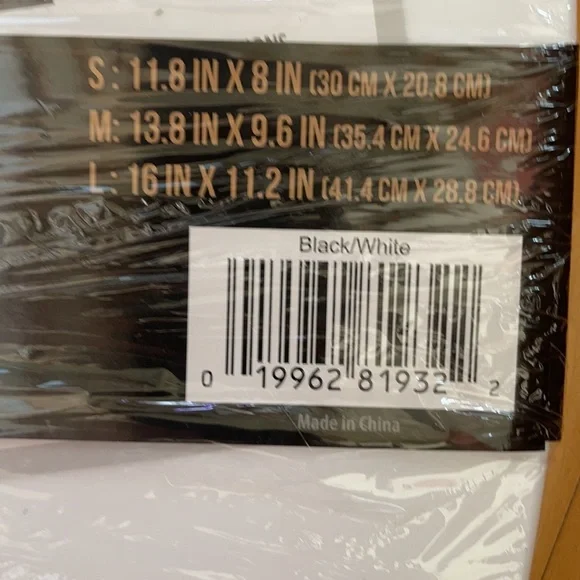 S: 11.8 IN X 8 IN (30 CM X 20.8 CM)
M: 13.8 IN X 9.6 IN (35.4 CM X 24.6 CM)
L: 16 IN X 11.2 IN (41.4 CM X 28.8 CM)
Black/White
0 19962 81932 2
Made in China